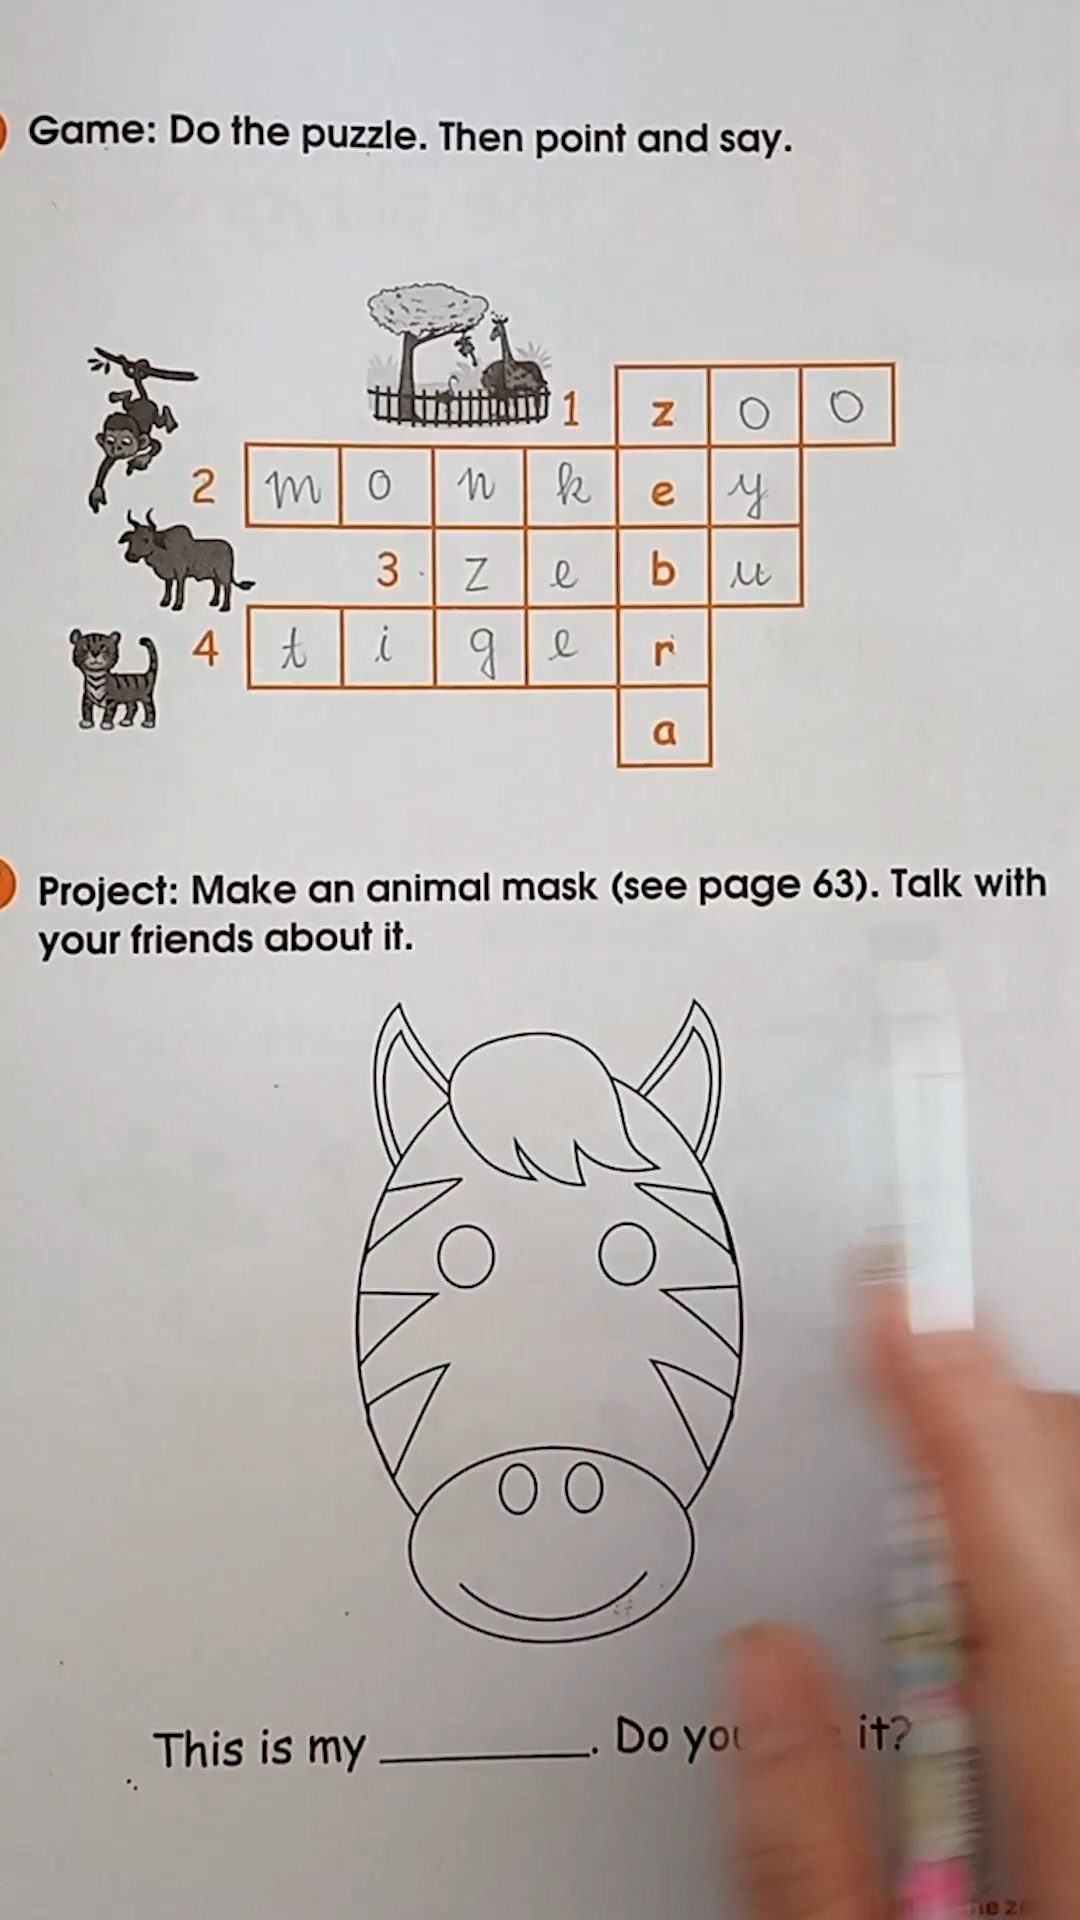 Game: Do the puzzle. Then point and say.
1 z o o
2 m o n k e y
3 z e b u
4 t i g e r
a
Project: Make an animal mask (see page 63). Talk with
your friends about it.
This is my ________. Do you it?